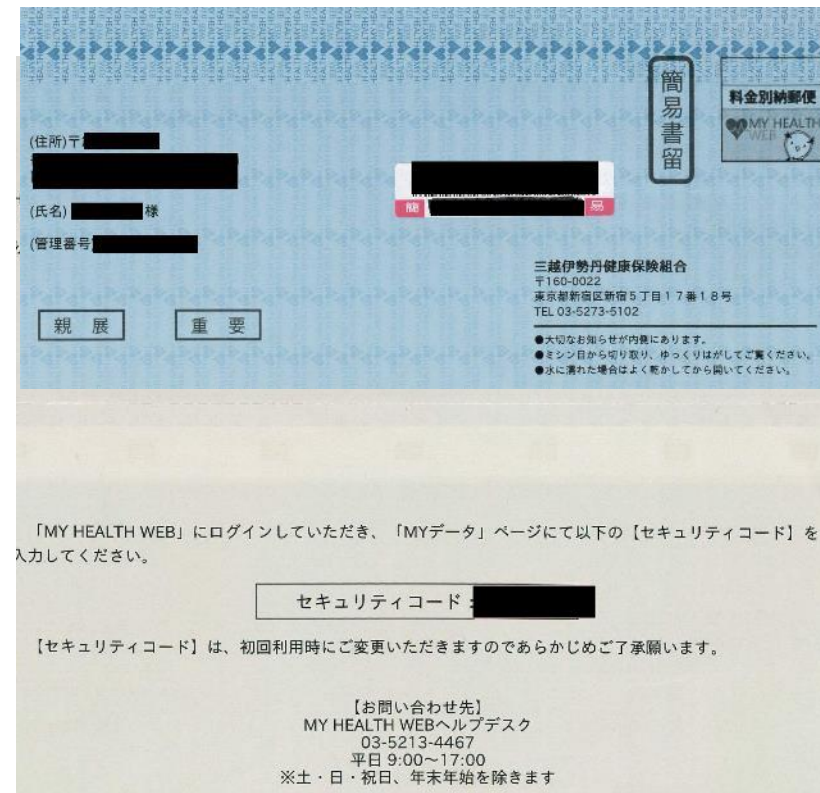 簡易書留
料金別納郵便
MY HEALTH
WEB
(住所)〒
(氏名) 様
(管理番号)
簡 易
三越伊勢丹健康保険組合
〒160-0022
東京都新宿区新宿5丁目17番18号
TEL 03-5273-5102
親 展
重 要
●大切なお知らせが内側にあります。
●ミシン目から切り取り、ゆっくりはがしてご覧ください。
●水に濡れた場合はよく乾かしてから開いてください。
「MY HEALTH WEB」にログインしていただき、「MYデータ」ページにて以下の【セキュリティコード】を
入力してください。
セキュリティコード:
【セキュリティコード】は、初回利用時にご変更いただきますのであらかじめご了承願います。
【お問い合わせ先】
MY HEALTH WEBヘルプデスク
03-5213-4467
平日 9:00~17:00
※土・日・祝日、年末年始を除きます